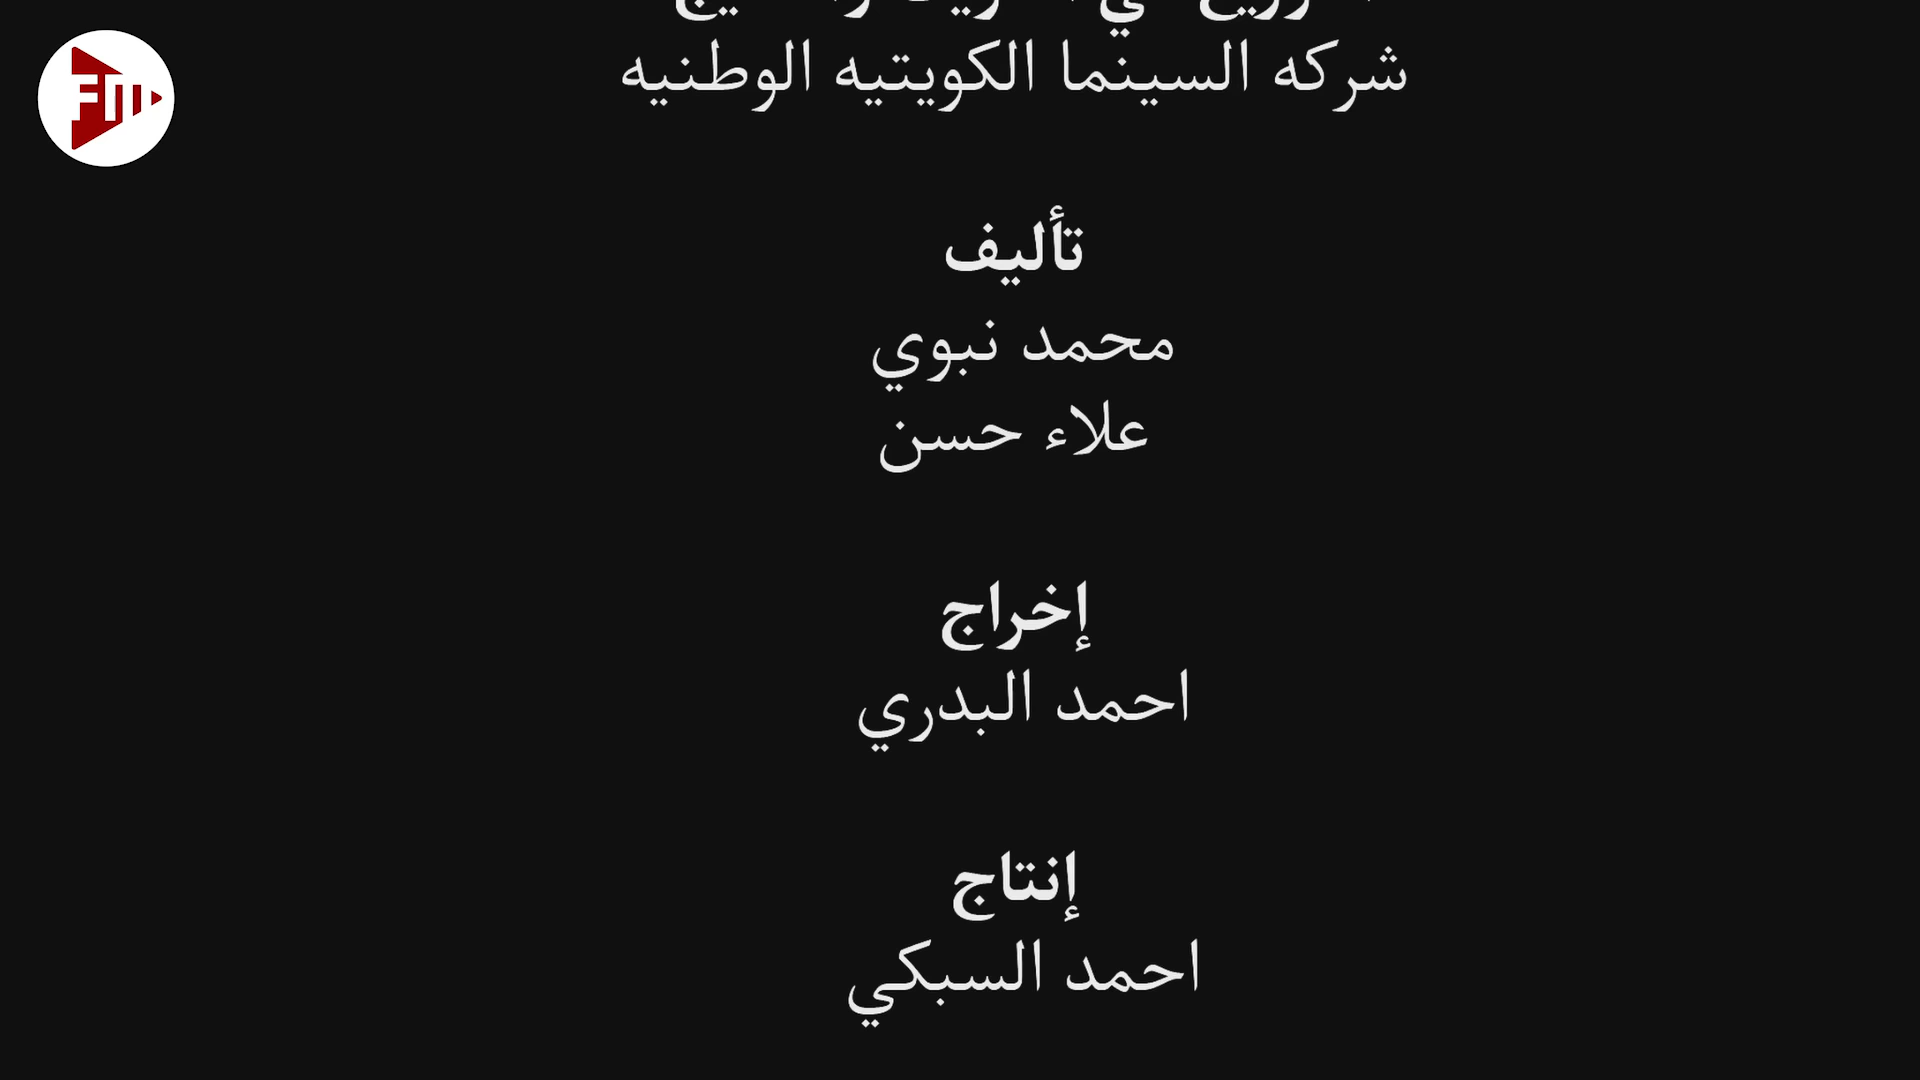 شركه السينما الكويتيه الوطنيه
تأليف
محمد نبوي
علاء حسن
إخراج
احمد البدري
إنتاج
احمد السبكي